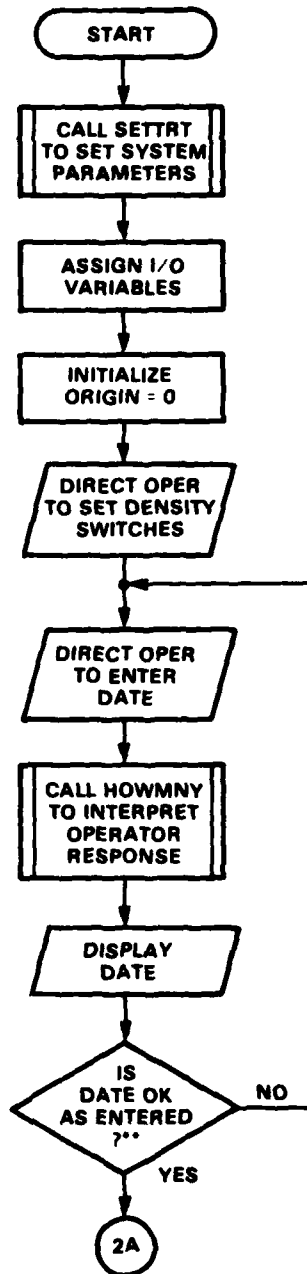 START
CALL SETTRT
TO SET SYSTEM
PARAMETERS
ASSIGN I/O
VARIABLES
INITIALIZE
ORIGIN = 0
DIRECT OPER
TO SET DENSITY
SWITCHES
DIRECT OPER
TO ENTER
DATE
CALL HOWMNY
TO INTERPRET
OPERATOR
RESPONSE
DISPLAY
DATE
IS
DATE OK
AS ENTERED
?**
NO
YES
2A